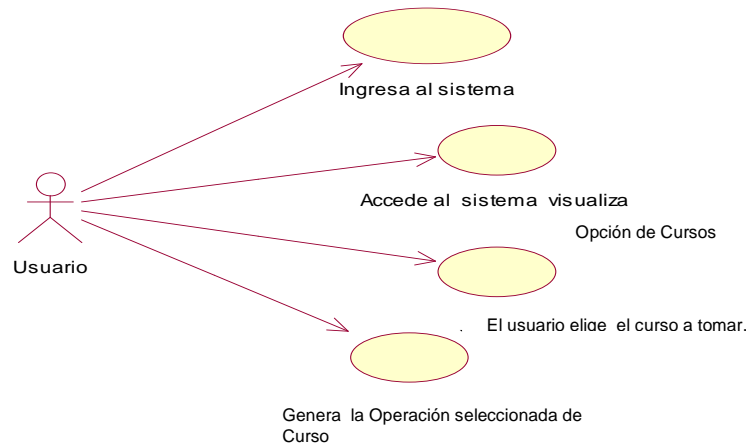 Ingresa al sistema
Accede al sistema visualiza
Opción de Cursos
Usuario
. El usuario elige el curso a tomar.
Genera la Operación seleccionada de
Curso